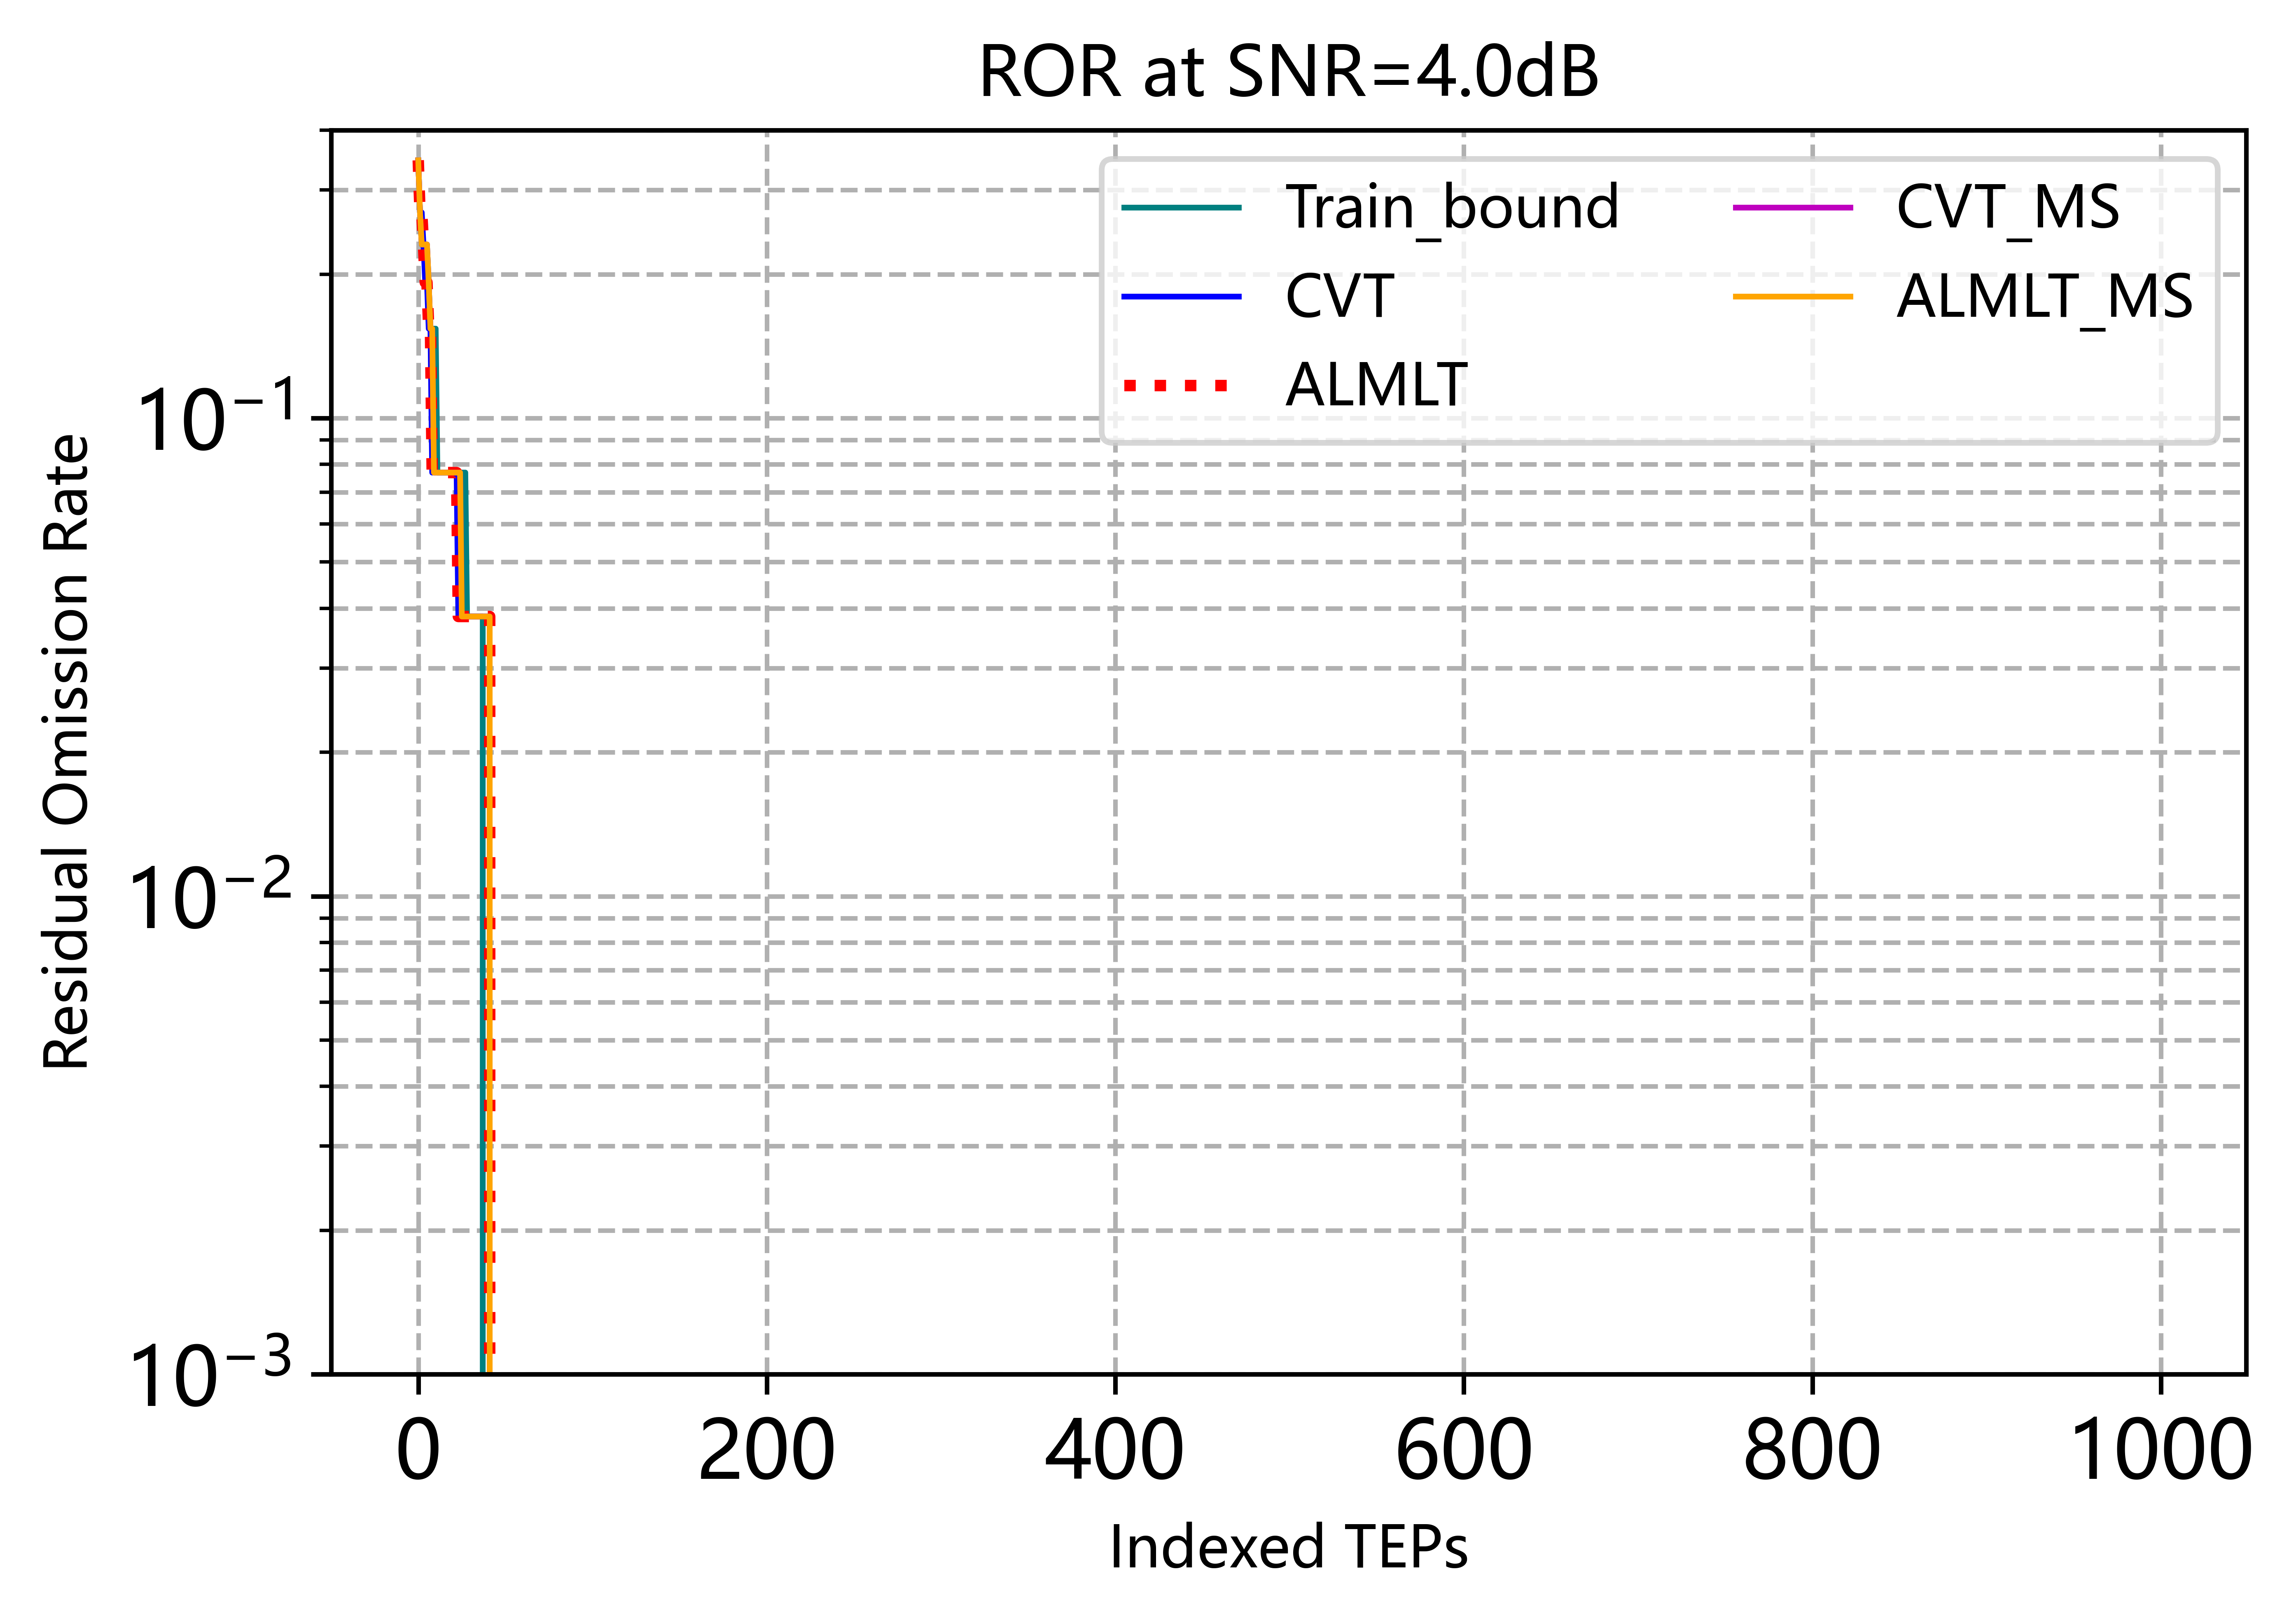 ROR at SNR=4.0dB
Train_bound
CVT
ALMLT
CVT_MS
ALMLT_MS
Residual Omission Rate
10⁻¹
10⁻²
10⁻³
0 200 400 600 800 1000
Indexed TEPs